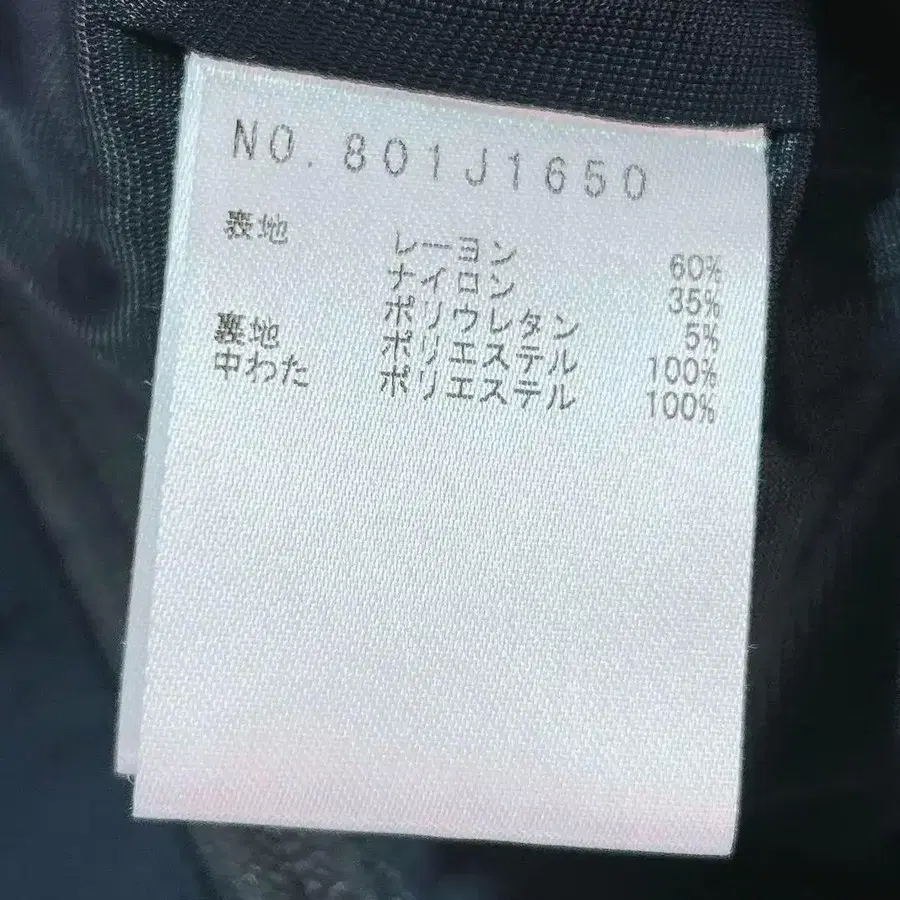 NO. 801J1650
表地 レーヨン 60%
ナイロン 35%
ポリウレタン 5%
裏地 ポリエステル 100%
中わた ポリエステル 100%